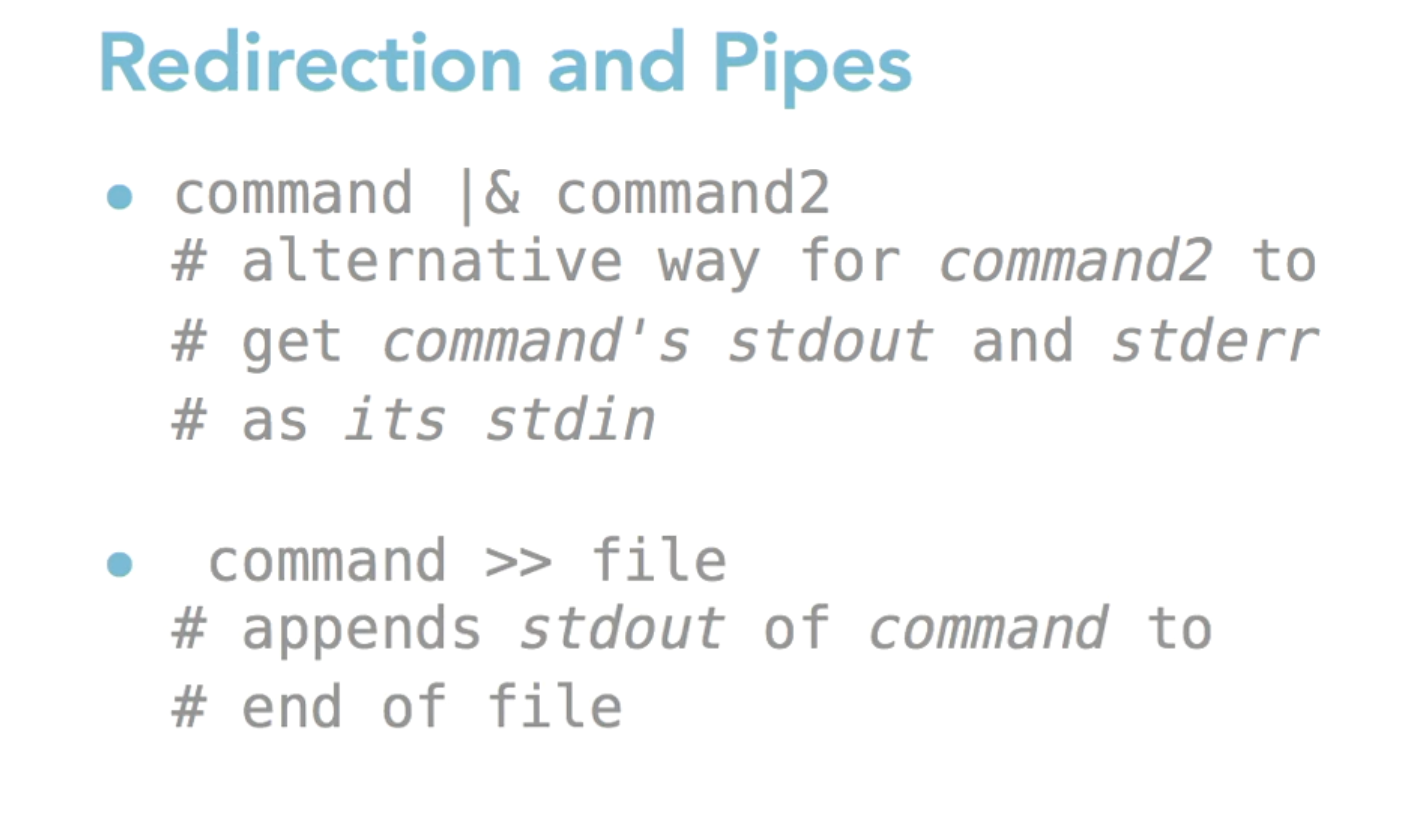 Redirection and Pipes
• command |& command2
# alternative way for command2 to
# get command's stdout and stderr
# as its stdin
• command >> file
# appends stdout of command to
# end of file